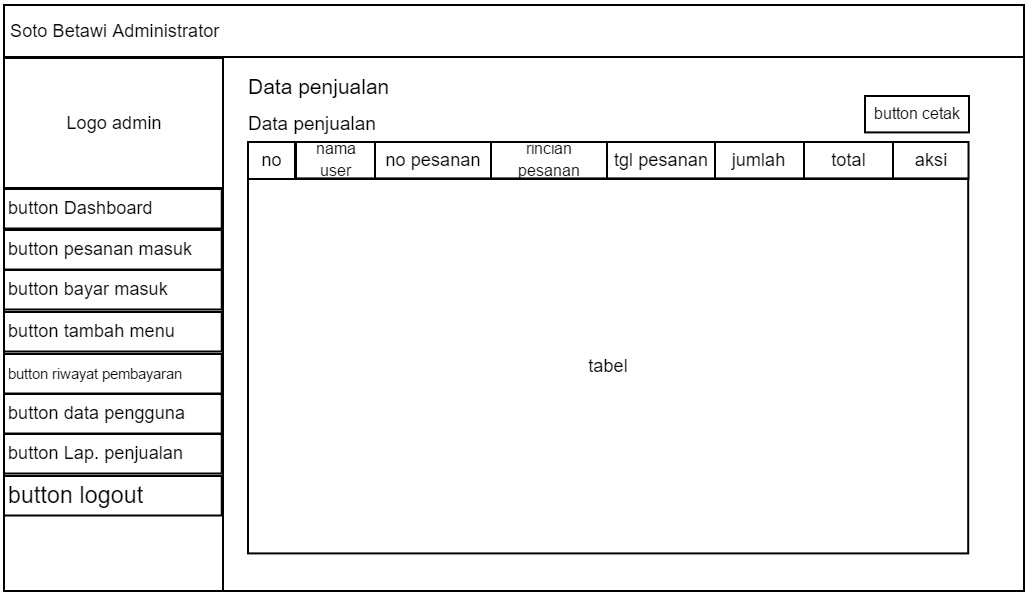 Soto Betawi Administrator
Logo admin
button Dashboard
button pesanan masuk
button bayar masuk
button tambah menu
button riwayat pembayaran
button data pengguna
button Lap. penjualan
button logout
Data penjualan
button cetak
Data penjualan
no
nama
user
no pesanan
rincian
pesanan
tgl pesanan
jumlah
total
aksi
tabel